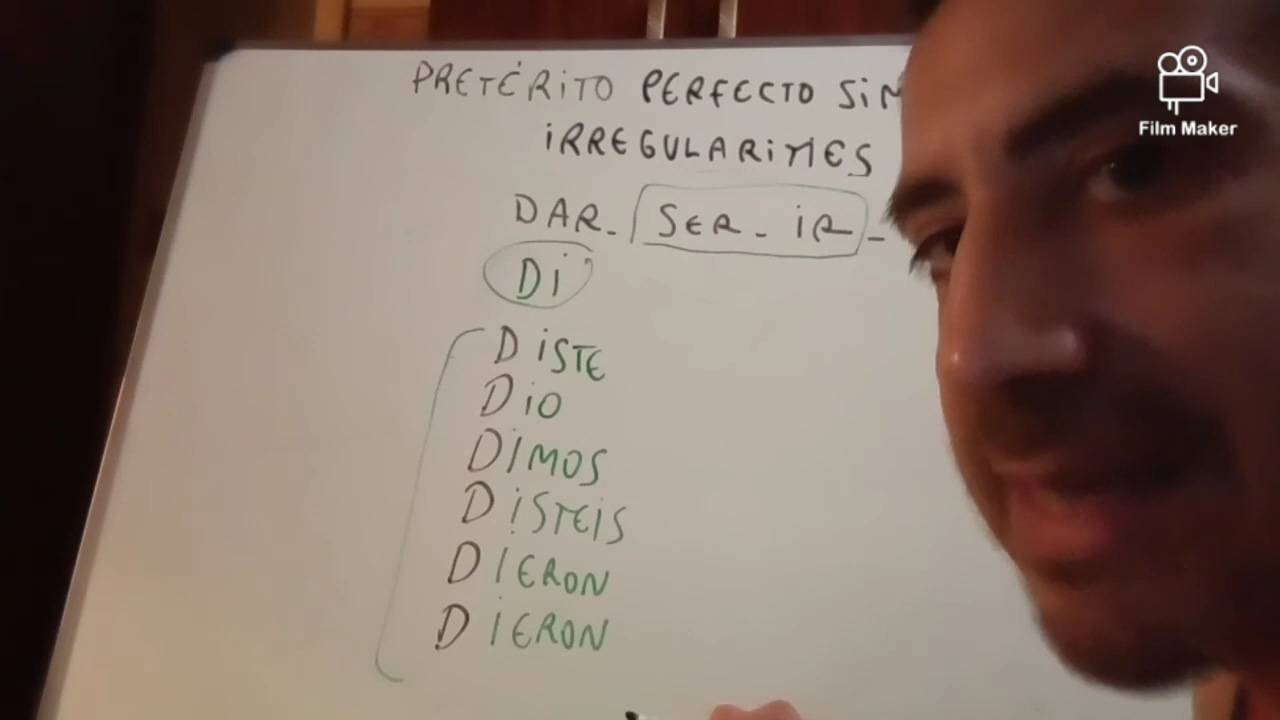 PRETÉRITO PERFECTO SIM
IRREGULARITIES
DAR - SER - IR -
DI
DISTE
DIO
DIMOS
DISTEIS
DIERON
DIERON
Film Maker